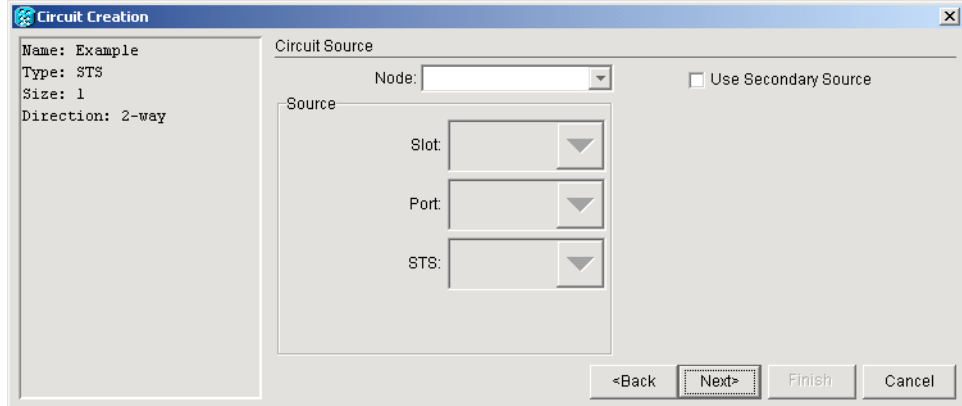 Circuit Creation
Name: Example
Type: STS
Size: 1
Direction: 2-way
Circuit Source
Node:
Use Secondary Source
Source
Slot:
Port:
STS:
<Back
Next>
Finish
Cancel